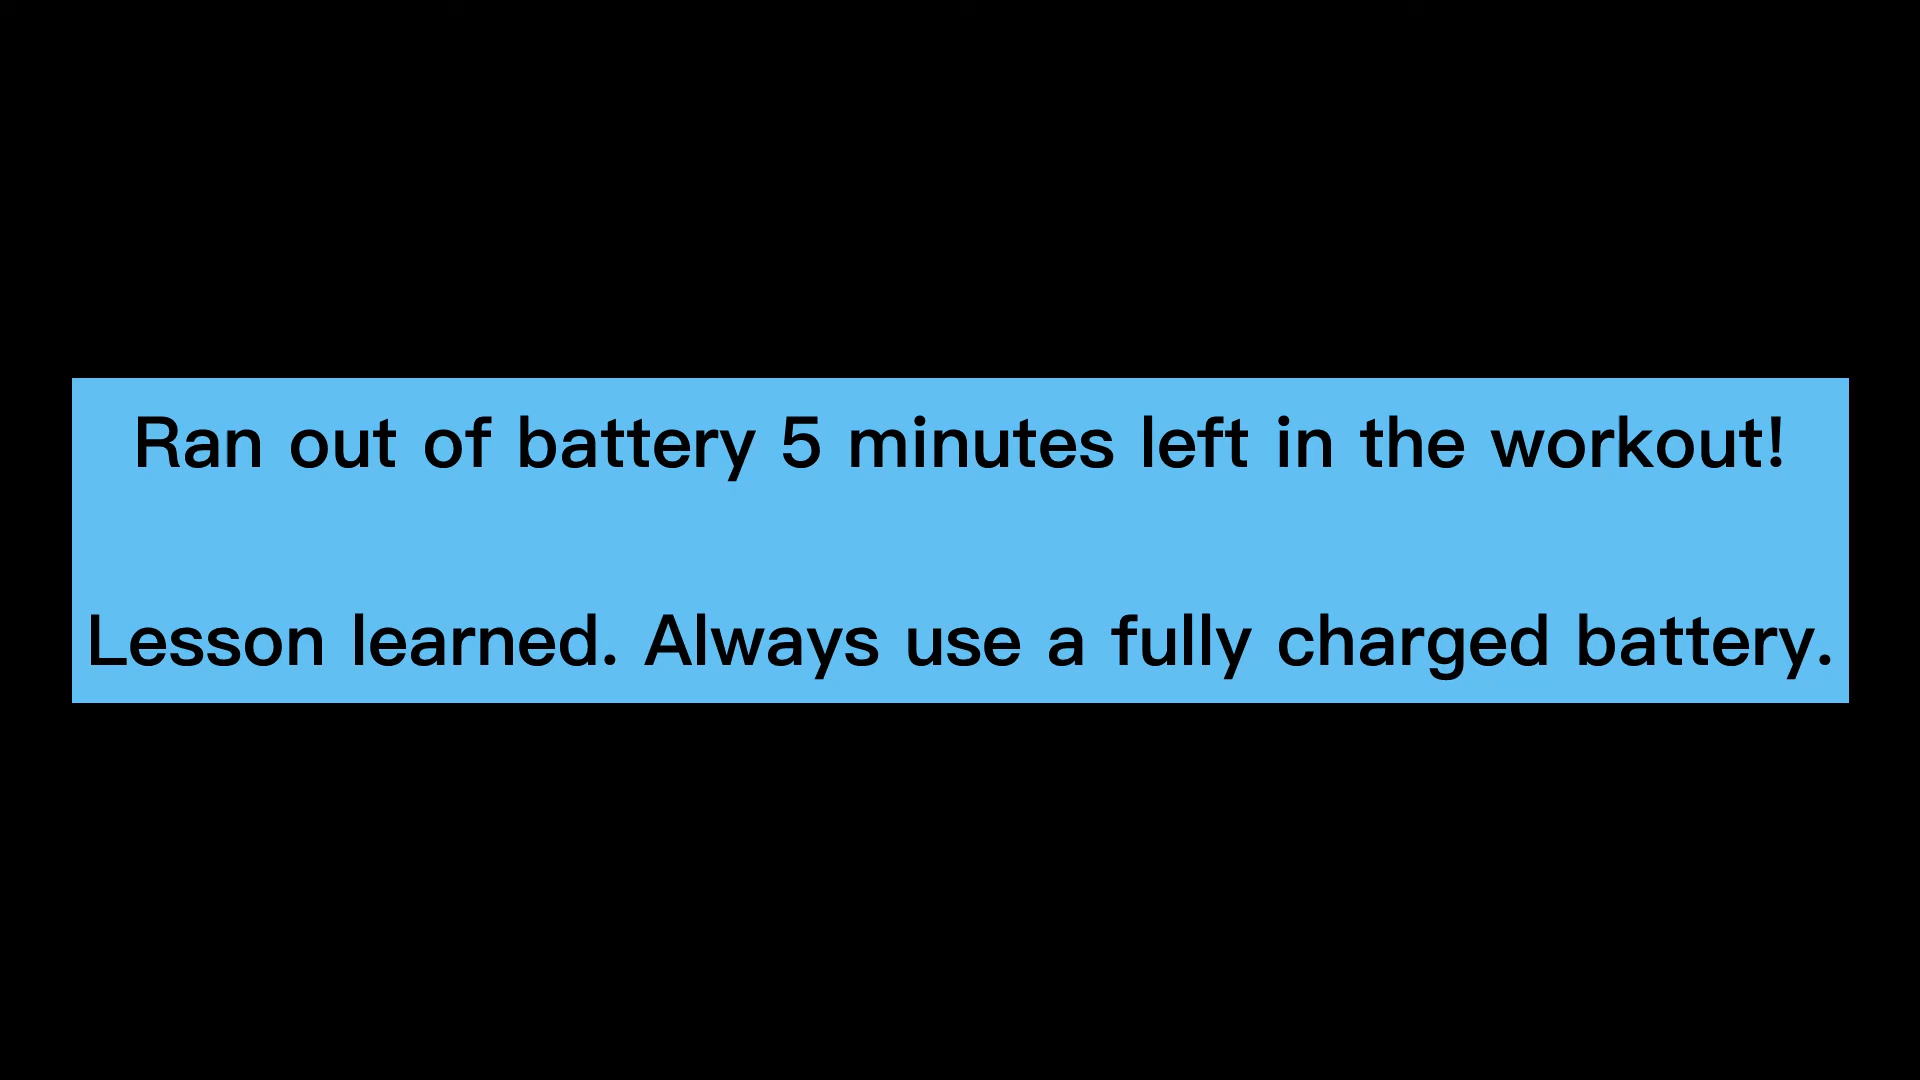 Ran out of battery 5 minutes left in the workout!
Lesson learned. Always use a fully charged battery.